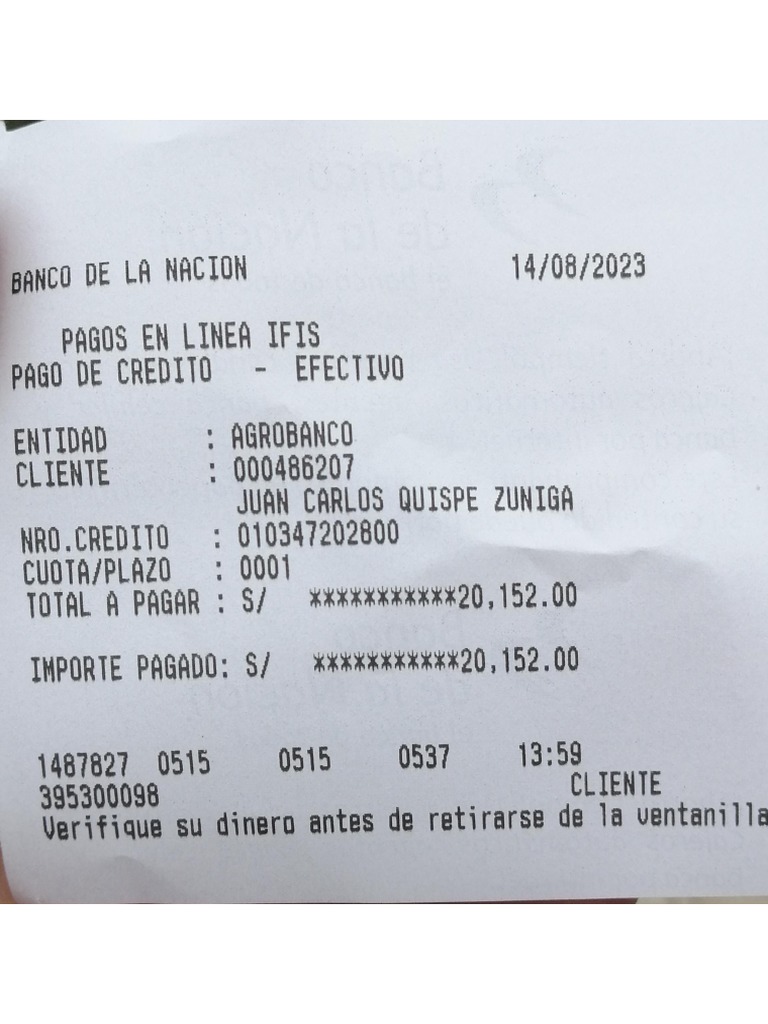 BANCO DE LA NACION 14/08/2023
PAGOS EN LINEA IFIS
PAGO DE CREDITO - EFECTIVO
ENTIDAD : AGROBANCO
CLIENTE : 000486207
JUAN CARLOS QUISPE ZUNIGA
NRO.CREDITO : 010347202800
CUOTA/PLAZO : 0001
TOTAL A PAGAR : S/ ***********20,152.00
IMPORTE PAGADO: S/ ***********20,152.00
1487827 0515 0515 0537 13:59
395300098 CLIENTE
Verifique su dinero antes de retirarse de la ventanilla